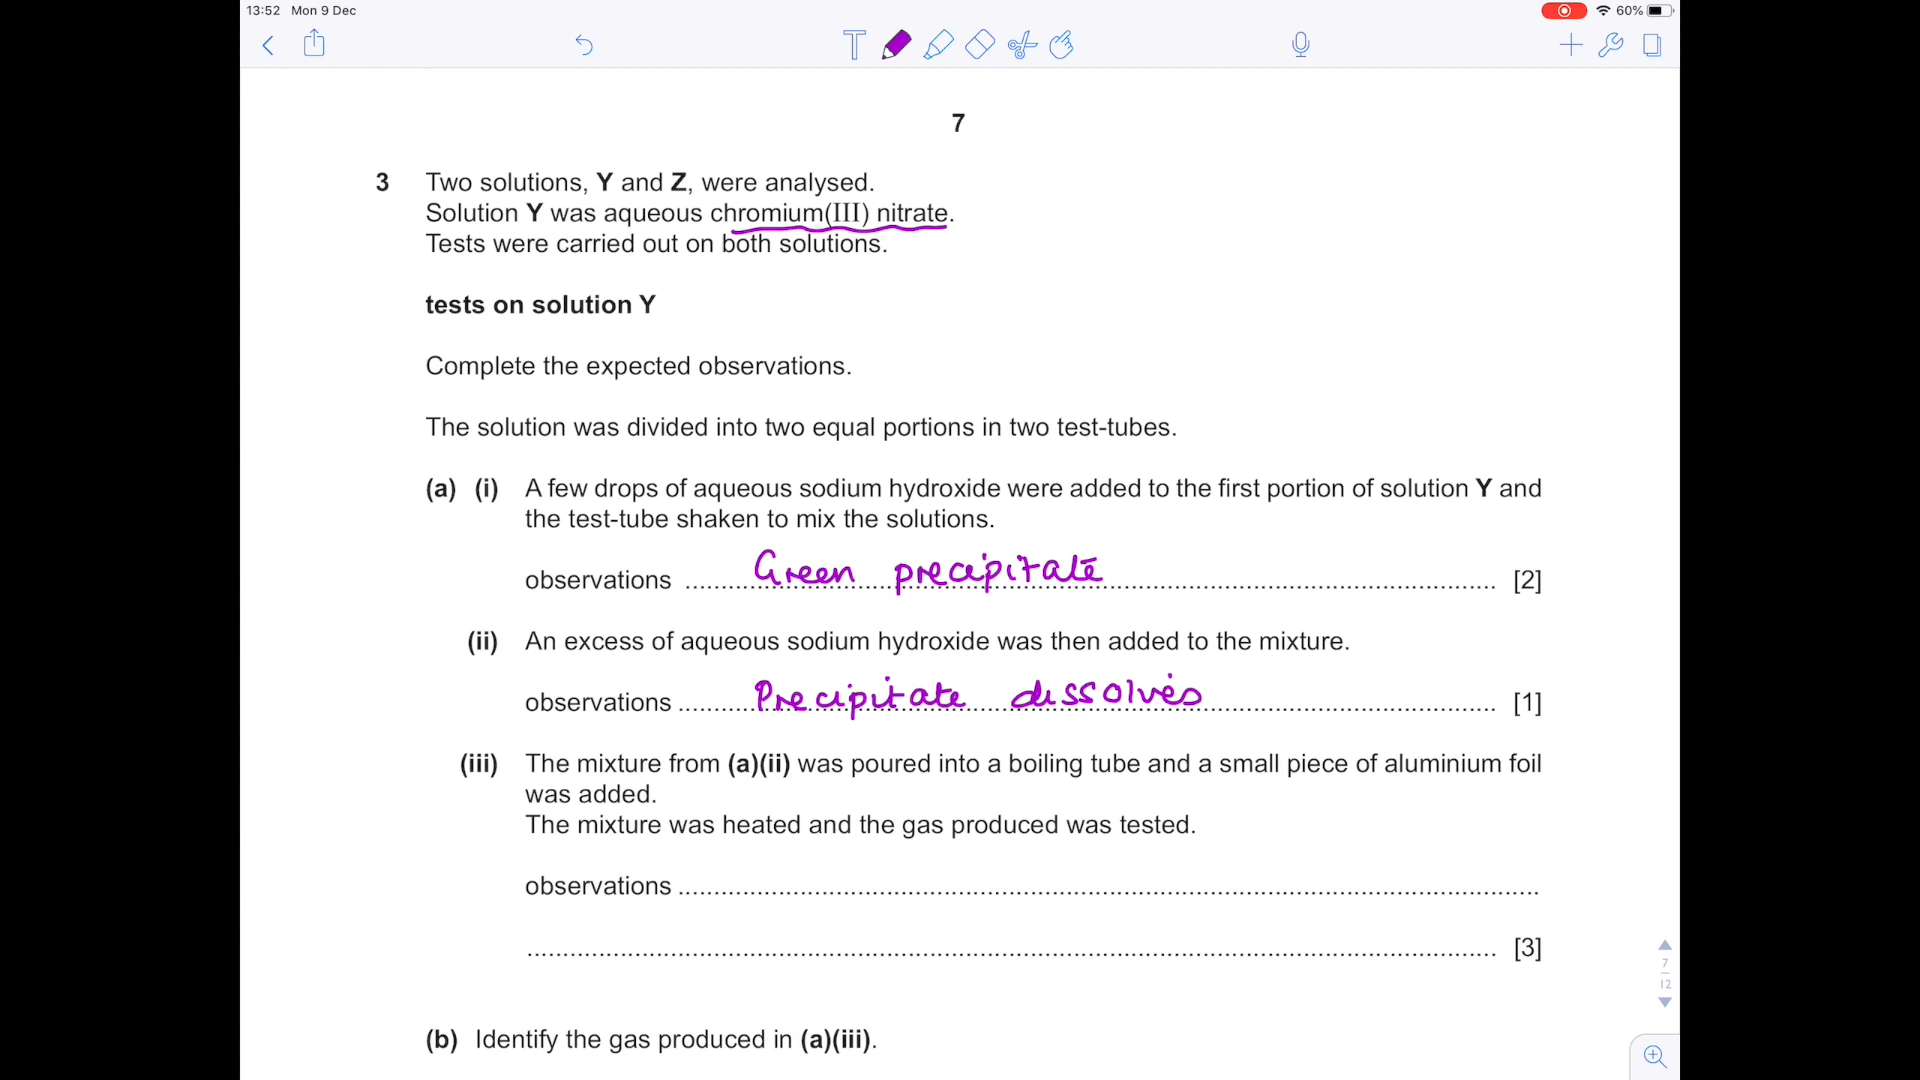 13:52 Mon 9 Dec
60%
7
3 Two solutions, Y and Z, were analysed.
Solution Y was aqueous chromium(III) nitrate.
Tests were carried out on both solutions.
tests on solution Y
Complete the expected observations.
The solution was divided into two equal portions in two test-tubes.
(a) (i) A few drops of aqueous sodium hydroxide were added to the first portion of solution Y and
the test-tube shaken to mix the solutions.
observations Green precipitate [2]
(ii) An excess of aqueous sodium hydroxide was then added to the mixture.
observations Precipitate dissolves [1]
(iii) The mixture from (a)(ii) was poured into a boiling tube and a small piece of aluminium foil
was added.
The mixture was heated and the gas produced was tested.
observations
[3]
7
12
(b) Identify the gas produced in (a)(iii).